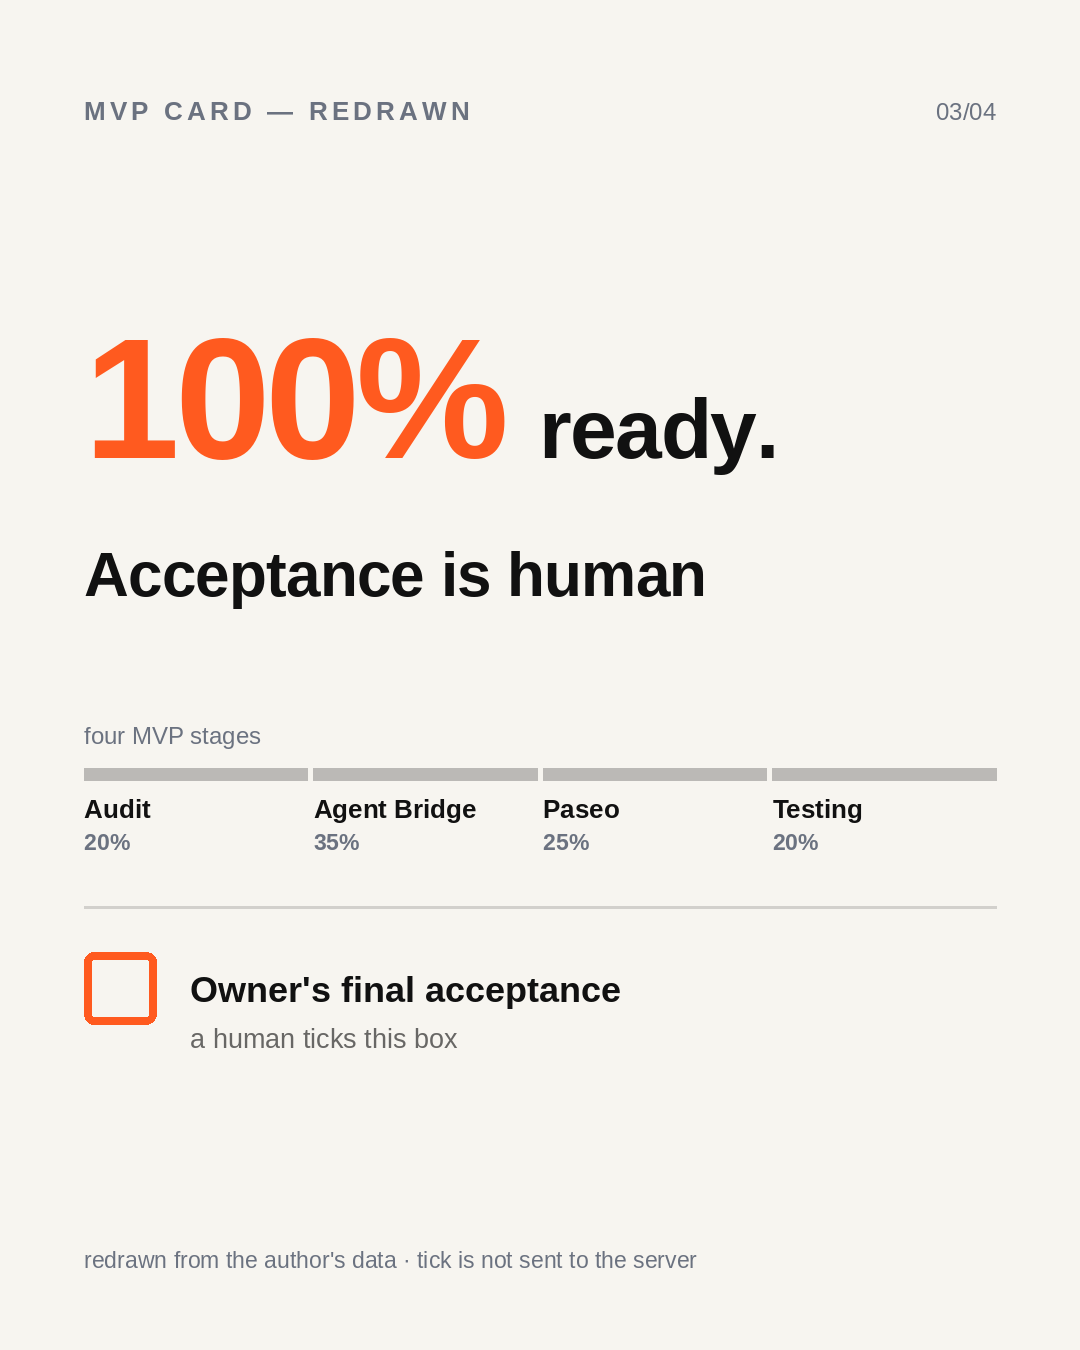 MVP CARD — REDRAWN 03/04
100% ready.
Acceptance is human
four MVP stages
Audit Agent Bridge Paseo Testing
20% 35% 25% 20%
Owner's final acceptance
a human ticks this box
redrawn from the author's data · tick is not sent to the server